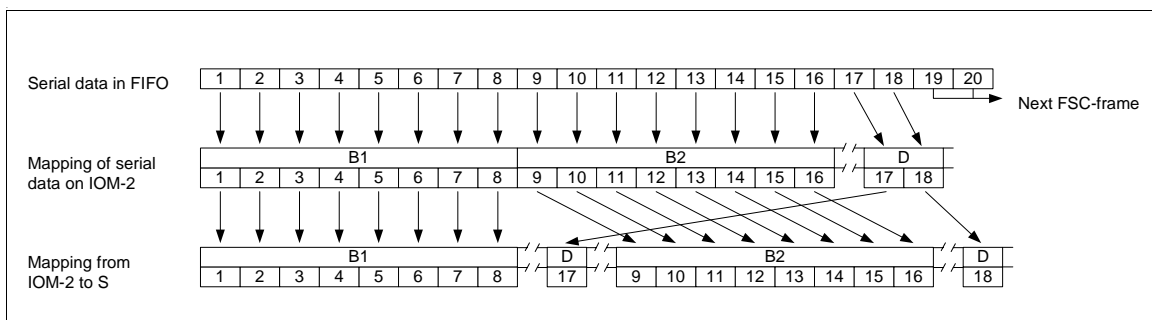 Serial data in FIFO 1 2 3 4 5 6 7 8 9 10 11 12 13 14 15 16 17 18 19 20
Next FSC-frame
Mapping of serial
data on IOM-2
B1 B2 D
1 2 3 4 5 6 7 8 9 10 11 12 13 14 15 16 17 18
Mapping from
IOM-2 to S
B1 D B2 D
1 2 3 4 5 6 7 8 17 9 10 11 12 13 14 15 16 18